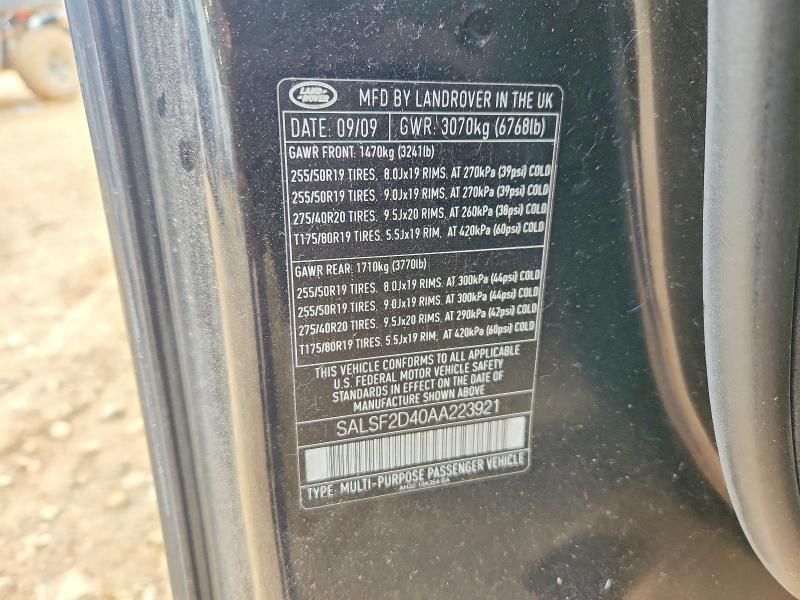 LAND ROVER MFD BY LANDROVER IN THE UK
DATE: 09/09 GWR: 3070kg (6768lb)
GAWR FRONT: 1470kg (3241lb)
255/50R19 TIRES. 8.0Jx19 RIMS. AT 270kPa (39psi) COLD
255/50R19 TIRES. 9.0Jx19 RIMS. AT 270kPa (39psi) COLD
275/40R20 TIRES. 9.5Jx20 RIMS. AT 260kPa (38psi) COLD
T175/80R19 TIRES. 5.5Jx19 RIM. AT 420kPa (60psi) COLD
GAWR REAR: 1710kg (3770lb)
255/50R19 TIRES. 8.0Jx19 RIMS. AT 300kPa (44psi) COLD
255/50R19 TIRES. 9.0Jx19 RIMS. AT 300kPa (44psi) COLD
275/40R20 TIRES. 9.5Jx20 RIMS. AT 290kPa (42psi) COLD
T175/80R19 TIRES. 5.5Jx19 RIM. AT 420kPa (60psi) COLD
THIS VEHICLE CONFORMS TO ALL APPLICABLE
U.S. FEDERAL MOTOR VEHICLE SAFETY
STANDARDS IN EFFECT ON THE DATE OF
MANUFACTURE SHOWN ABOVE
SALSF2D40AA223921
TYPE: MULTI-PURPOSE PASSENGER VEHICLE